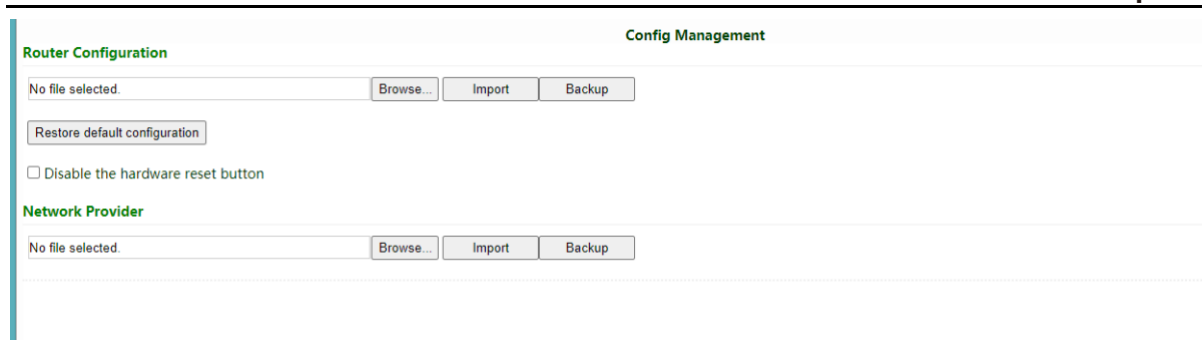 Config Management
Router Configuration
No file selected. Browse... Import Backup
Restore default configuration
Disable the hardware reset button
Network Provider
No file selected. Browse... Import Backup